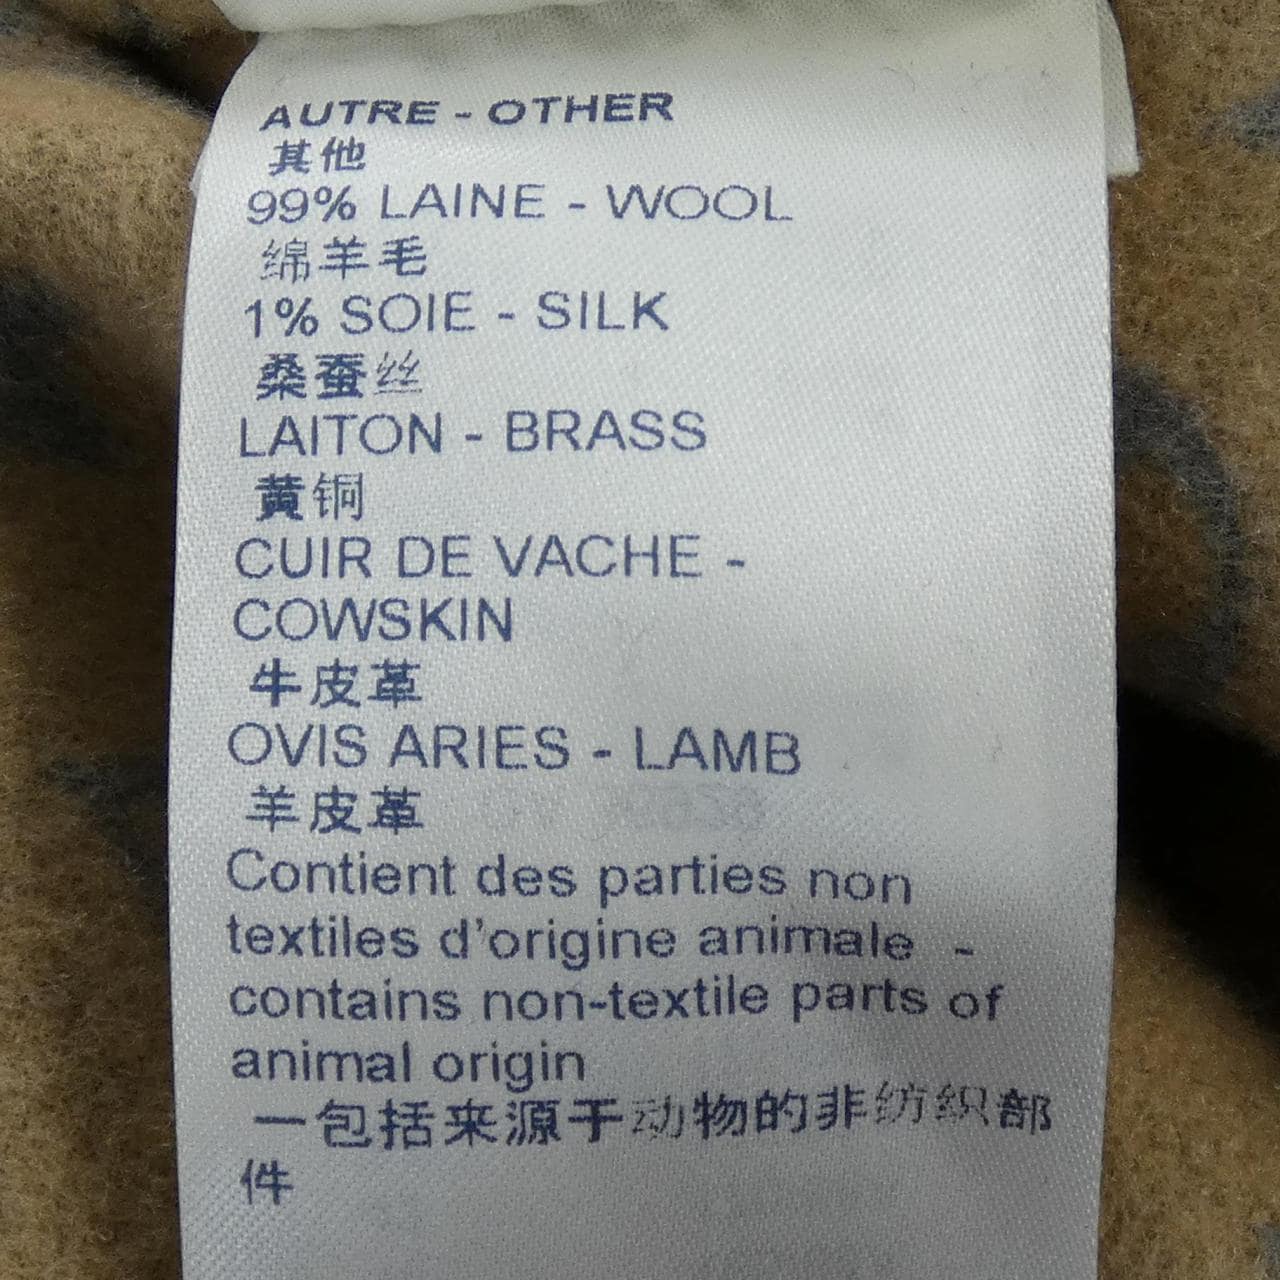 AUTRE - OTHER
其他
99% LAINE - WOOL
绵羊毛
1% SOIE - SILK
桑蚕丝
LAITON - BRASS
黄铜
CUIR DE VACHE -
COWSKIN
牛皮革
OVIS ARIES - LAMB
羊皮革
Contient des parties non
textiles d'origine animale -
contains non-textile parts of
animal origin
一包括来源于动物的非纺织部
件